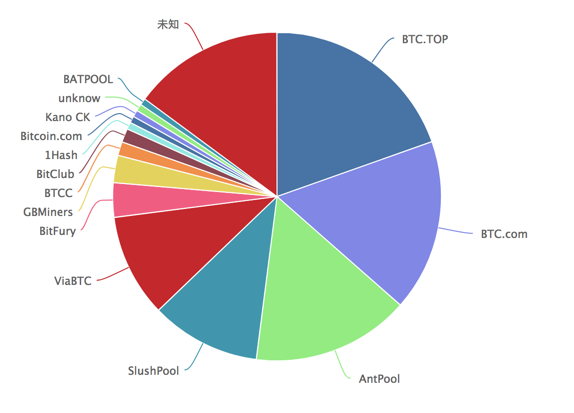 未知
BTC.TOP
BATPOOL
unknow
Kano CK
Bitcoin.com
1Hash
BitClub
BTCC
GBMiners
BitFury
BTC.com
ViaBTC
SlushPool
AntPool